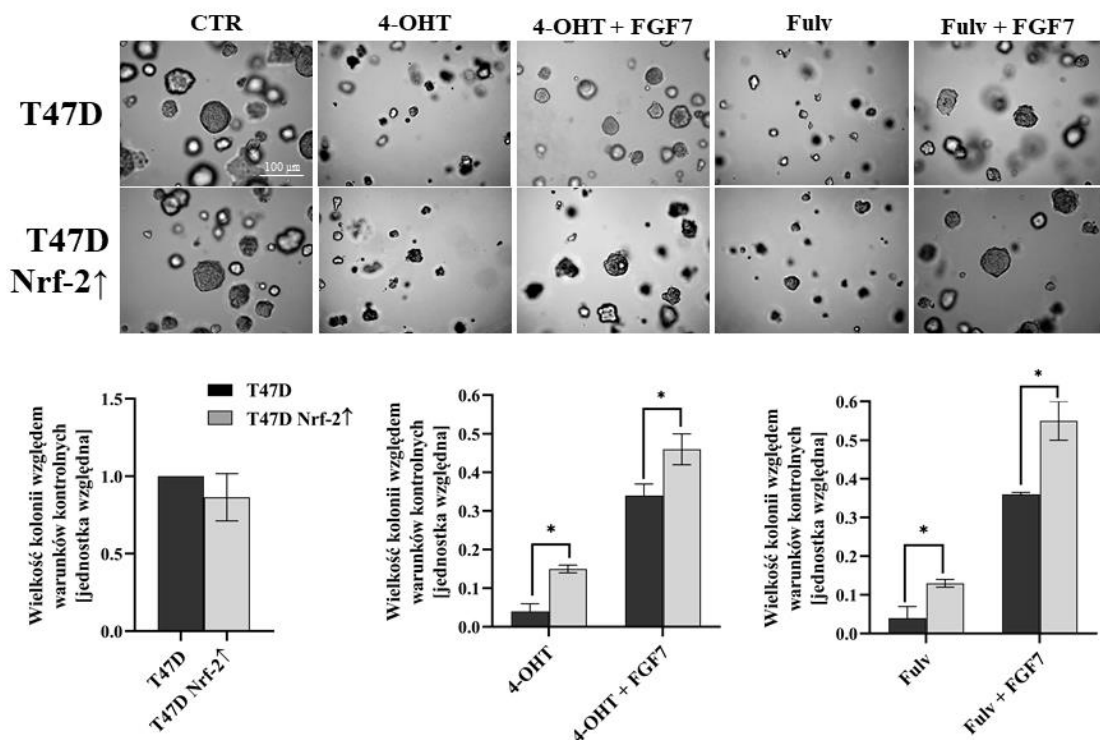 CTR
4-OHT
4-OHT + FGF7
Fulv
Fulv + FGF7
T47D
100 µm
T47D
Nrf-2↑
Wielkość kolonii względem
warunków kontrolnych
[jednostka względna]
1.5
1.0
0.5
0.0
T47D
T47D Nrf-2↑
T47D
T47D Nrf-2↑
Wielkość kolonii względem
warunków kontrolnych
[jednostka względna]
0.6
0.5
0.4
0.3
0.2
0.1
0.0
*
*
4-OHT
4-OHT + FGF7
Wielkość kolonii względem
warunków kontrolnych
[jednostka względna]
0.6
0.5
0.4
0.3
0.2
0.1
0.0
*
*
Fulv
Fulv + FGF7